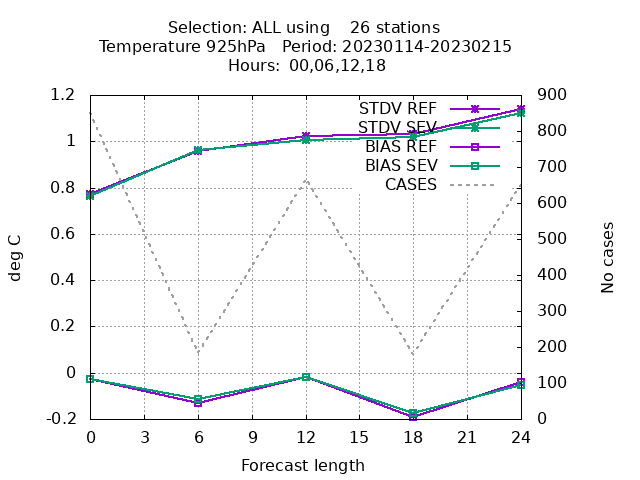 Selection: ALL using    26 stations
Temperature 925hPa   Period: 20230114-20230215
Hours: 00,06,12,18
1.2
1
0.8
0.6
0.4
0.2
0
-0.2
deg C
STDV REF
STDV SEV
BIAS REF
BIAS SEV
CASES
900
800
700
600
500
400
300
200
100
0
No cases
0 3 6 9 12 15 18 21 24
Forecast length